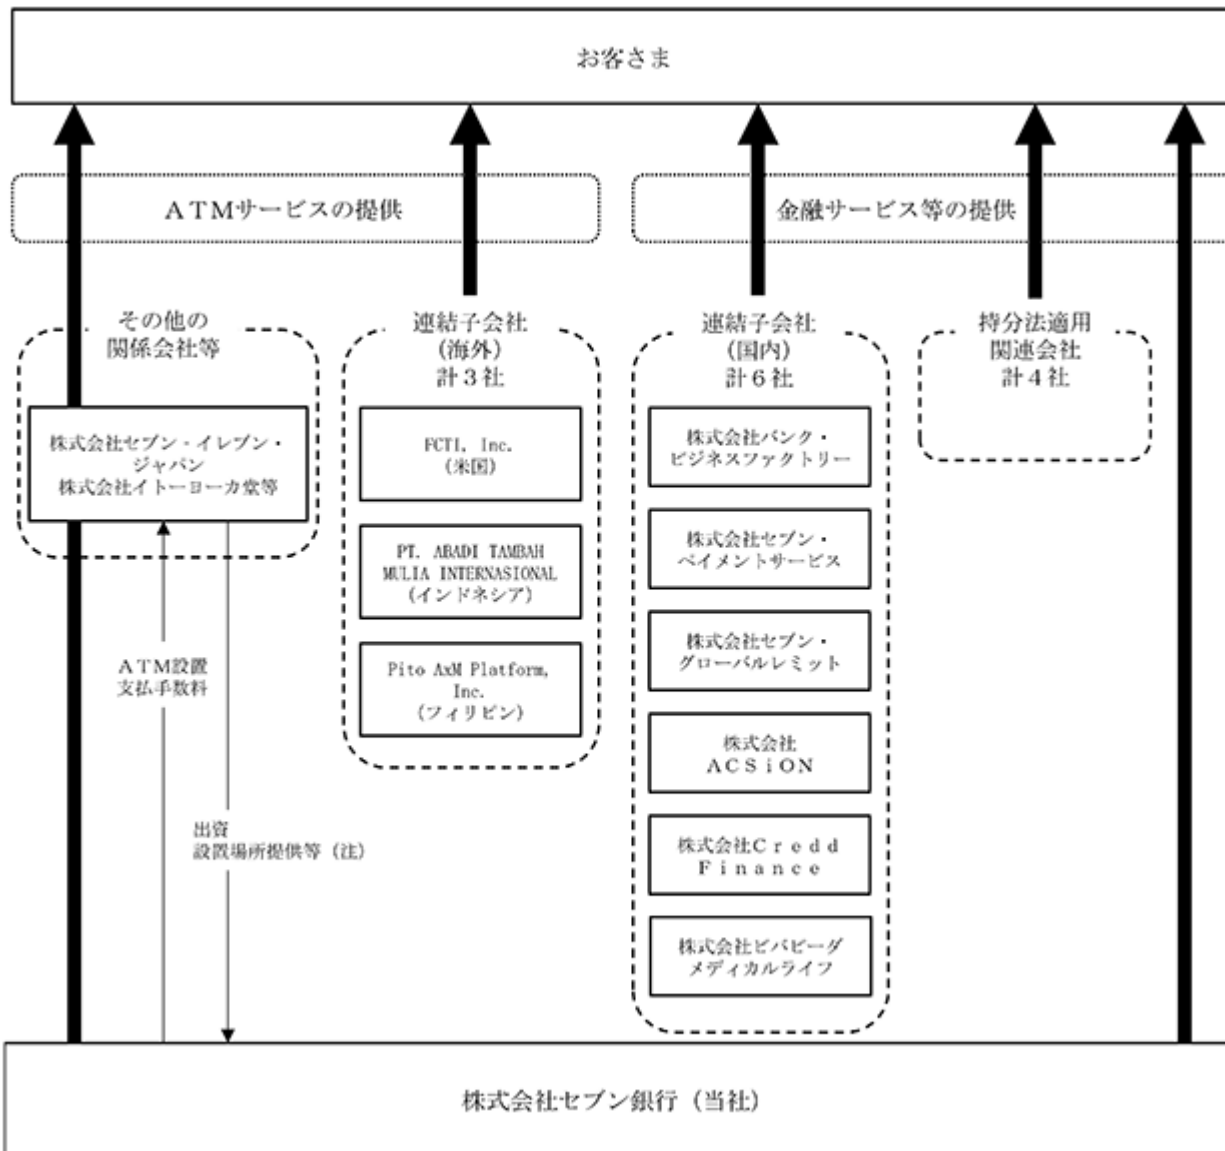 お客さま
ATMサービスの提供
金融サービス等の提供
その他の
関係会社等
株式会社セブン‐イレブン・
ジャパン
株式会社イトーヨーカ堂等
ATM設置
支払手数料
出資
設置場所提供等（注）
連結子会社
(海外)
計３社
FCTI, Inc.
(米国)
PT. ABADI TAMBAH
MULIA INTERNASIONAL
(インドネシア)
Pito AxM Platform,
Inc.
(フィリピン)
連結子会社
(国内)
計６社
株式会社バンク・
ビジネスファクトリー
株式会社セブン・
ペイメントサービス
株式会社セブン・
グローバルレミット
株式会社
ＡＣＳｉＯＮ
株式会社Ｃｒｅｄｄ
Ｆｉｎａｎｃｅ
株式会社ビバビーダ
メディカルライフ
持分法適用
関連会社
計４社
株式会社セブン銀行（当社）